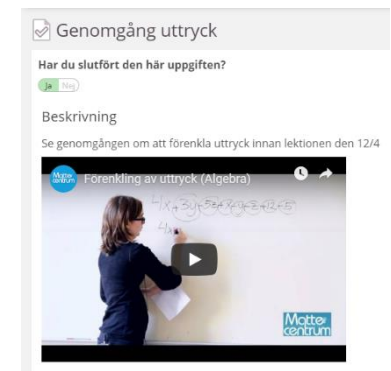 Genomgång uttryck
Har du slutfört den här uppgiften?
Ja Nej
Beskrivning
Se genomgången om att förenkla uttryck innan lektionen den 12/4
Matte centrum
Förenkling av uttryck (Algebra)
Matte
centrum